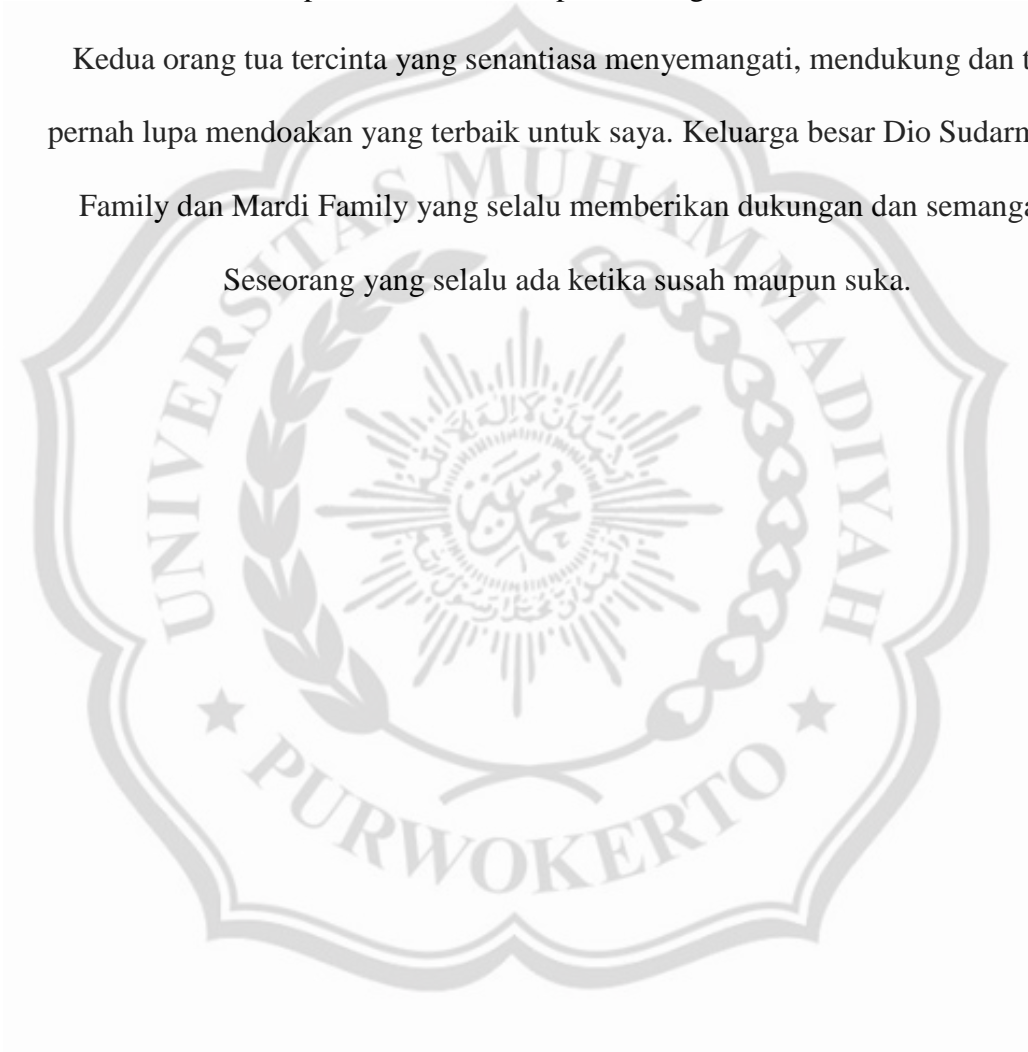 Kedua orang tua tercinta yang senantiasa menyemangati, mendukung dan
pernah lupa mendoakan yang terbaik untuk saya. Keluarga besar Dio
Family dan Mardi Family yang selalu memberikan dukungan dan
Seseorang yang selalu ada ketika susah maupun suka.
UNIVERSITAS MUHAMMADIYAH
PURWOKERTO